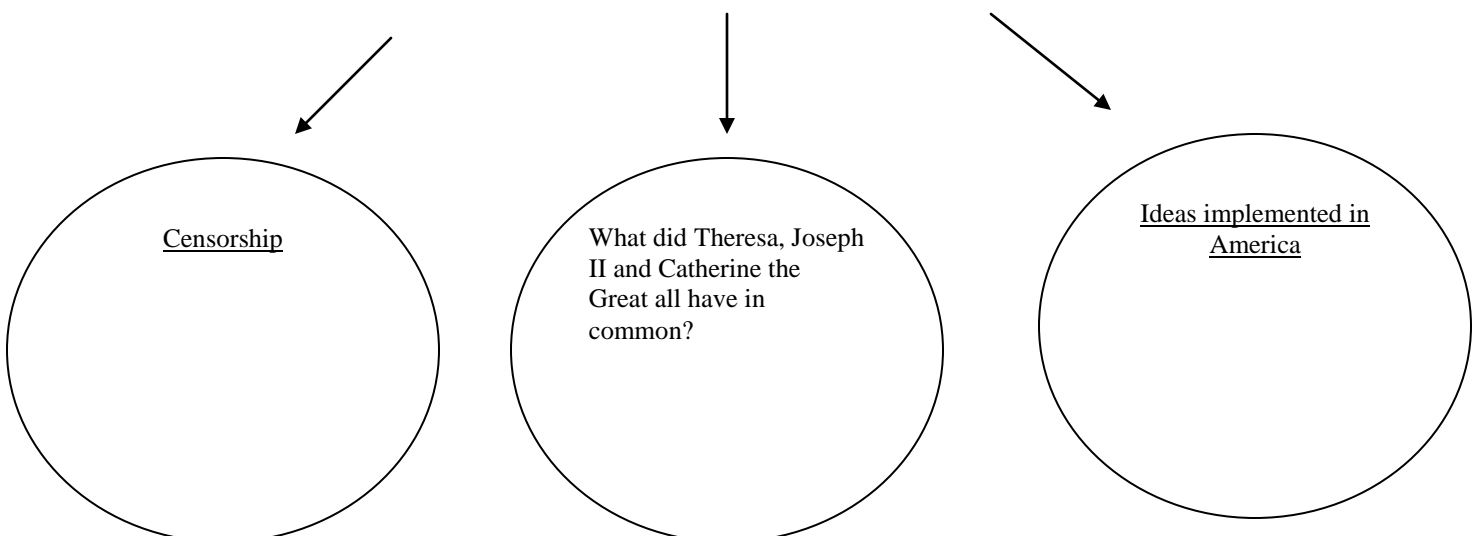 Censorship
What did Theresa, Joseph
II and Catherine the
Great all have in
common?
Ideas implemented in
America